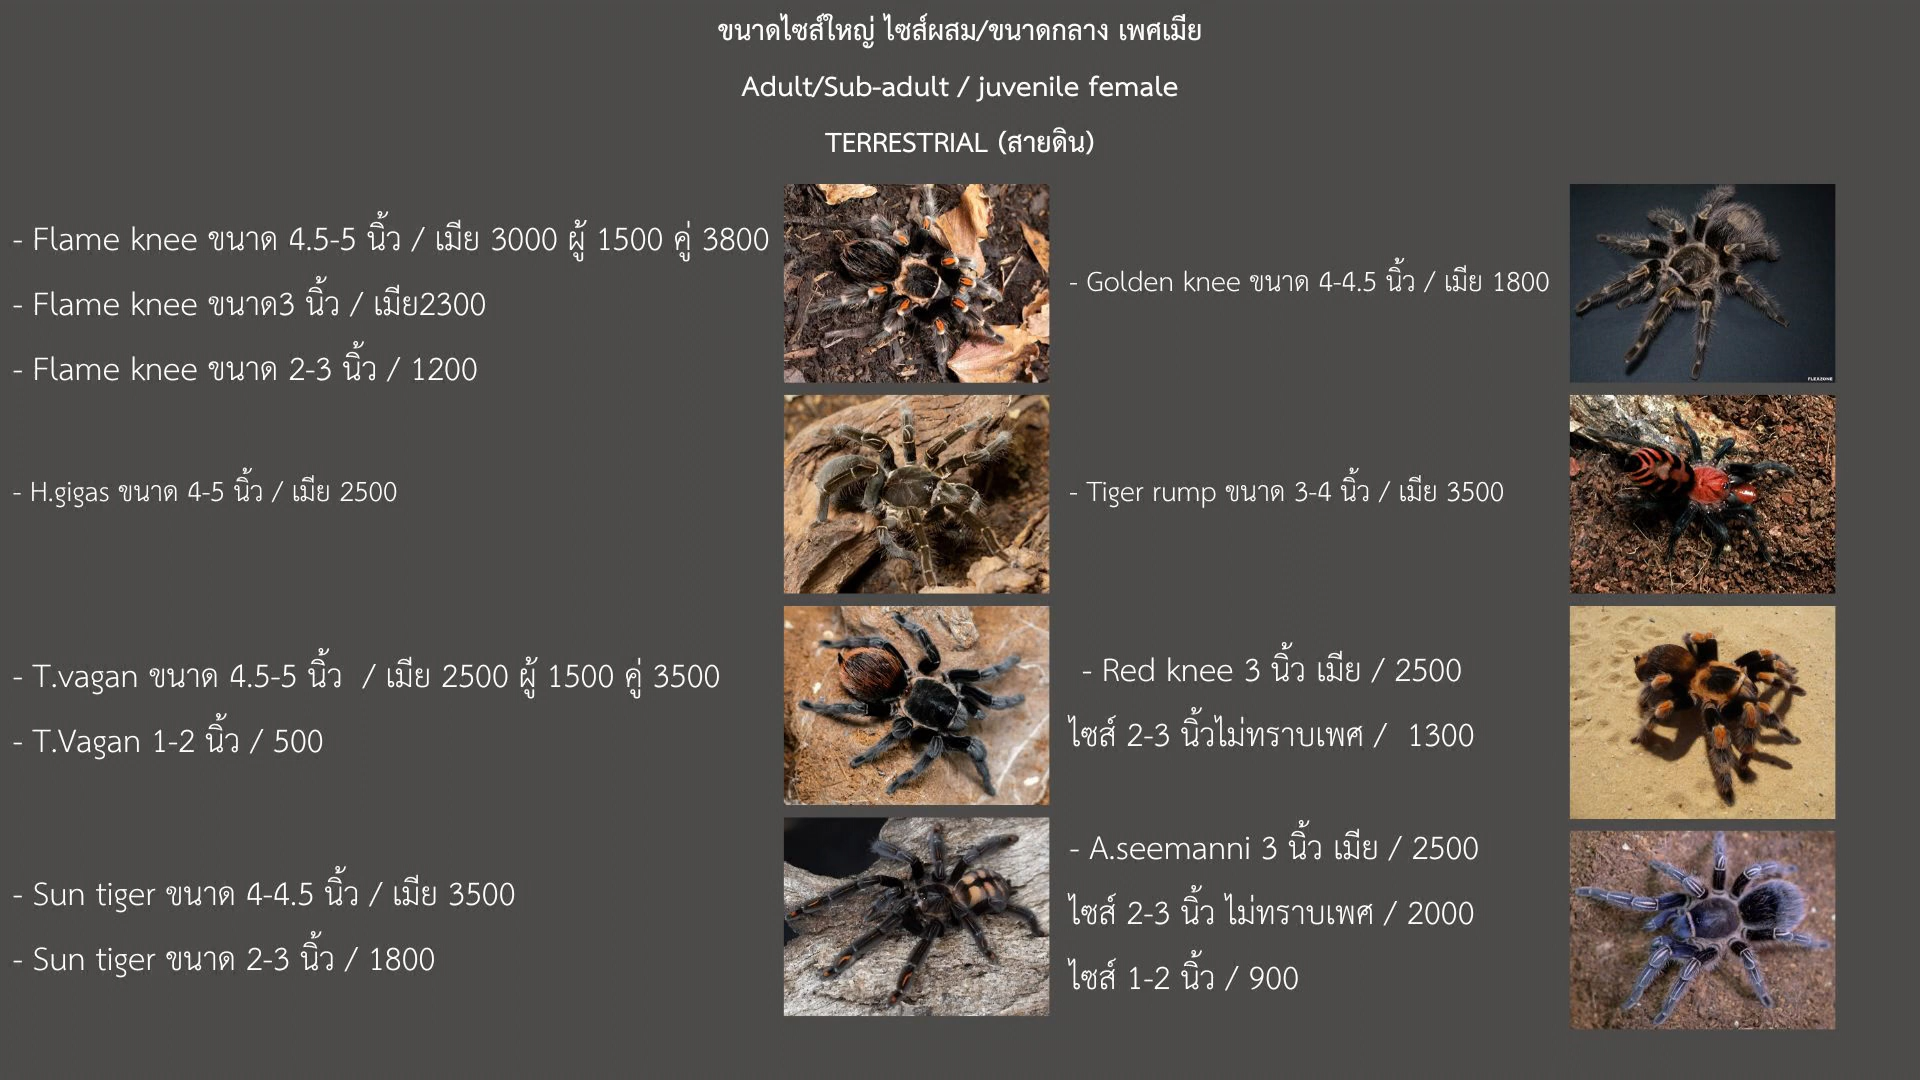 ขนาดไซส์ใหญ่ ไซส์ผสม/ขนาดกลาง เพศเมีย
Adult/Sub-adult / juvenile female
TERRESTRIAL (สายดิน)
- Flame knee ขนาด 4.5-5 นิ้ว / เมีย 3000 ผู้ 1500 คู่ 3800
- Flame knee ขนาด3 นิ้ว / เมีย2300
- Flame knee ขนาด 2-3 นิ้ว / 1200
- Golden knee ขนาด 4-4.5 นิ้ว / เมีย 1800
FLEXZONE
- H.gigas ขนาด 4-5 นิ้ว / เมีย 2500
- Tiger rump ขนาด 3-4 นิ้ว / เมีย 3500
- T.vagan ขนาด 4.5-5 นิ้ว / เมีย 2500 ผู้ 1500 คู่ 3500
- T.Vagan 1-2 นิ้ว / 500
- Red knee 3 นิ้ว เมีย / 2500
ไซส์ 2-3 นิ้วไม่ทราบเพศ / 1300
- Sun tiger ขนาด 4-4.5 นิ้ว / เมีย 3500
- Sun tiger ขนาด 2-3 นิ้ว / 1800
- A.seemanni 3 นิ้ว เมีย / 2500
ไซส์ 2-3 นิ้ว ไม่ทราบเพศ / 2000
ไซส์ 1-2 นิ้ว / 900